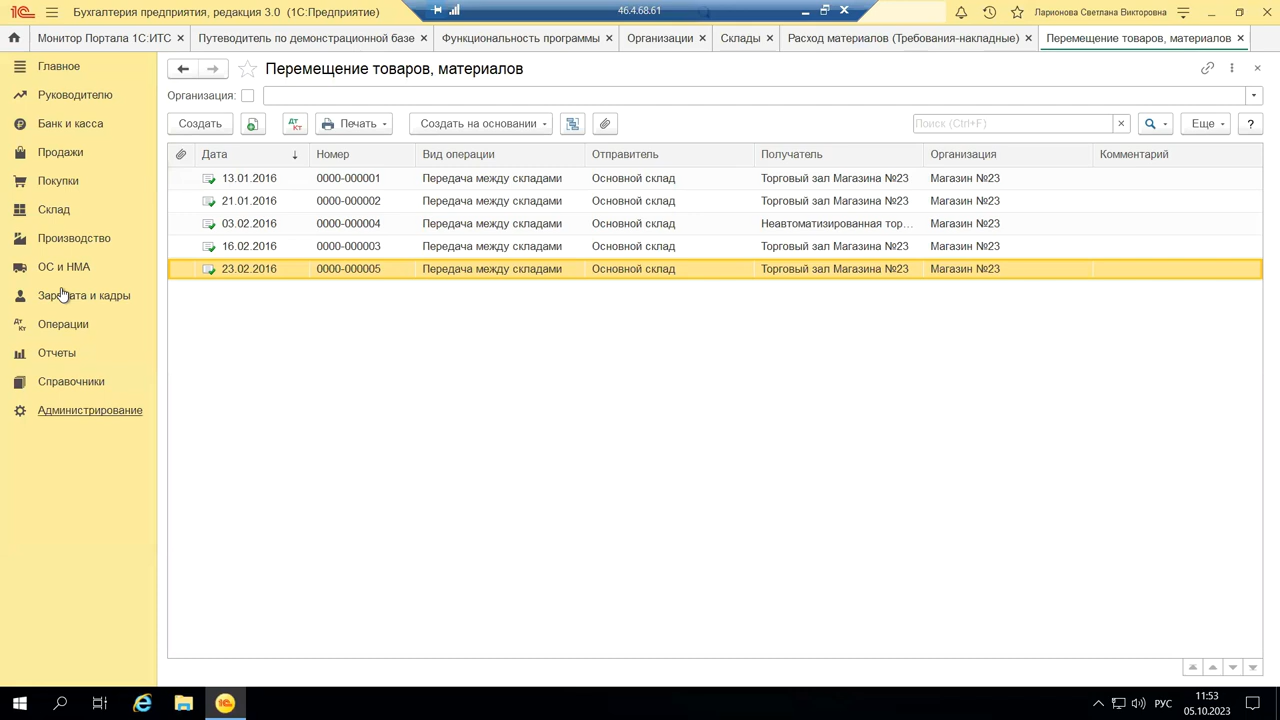 Бухгалтерия предприятия, редакция 3.0 (1С:Предприятие)
46.4.68.61
Ларионова Светлана Викторовна
Монитор Портала 1С:ИТС
Путеводитель по демонстрационной базе
Функциональность программы
Организации
Склады
Расход материалов (Требования-накладные)
Перемещение товаров, материалов
Главное
Руководителю
Банк и касса
Продажи
Покупки
Склад
Производство
ОС и НМА
Зарплата и кадры
Операции
Отчеты
Справочники
Администрирование
Перемещение товаров, материалов
Организация:
Создать
Дт Кт
Печать
Создать на основании
Поиск (Ctrl+F)
Еще
?
Дата ↓ Номер Вид операции Отправитель Получатель Организация Комментарий
13.01.2016 0000-000001 Передача между складами Основной склад Торговый зал Магазина №23 Магазин №23
21.01.2016 0000-000002 Передача между складами Основной склад Торговый зал Магазина №23 Магазин №23
03.02.2016 0000-000004 Передача между складами Основной склад Неавтоматизированная тор... Магазин №23
16.02.2016 0000-000003 Передача между складами Основной склад Торговый зал Магазина №23 Магазин №23
23.02.2016 0000-000005 Передача между складами Основной склад Торговый зал Магазина №23 Магазин №23
РУС
11:53
05.10.2023